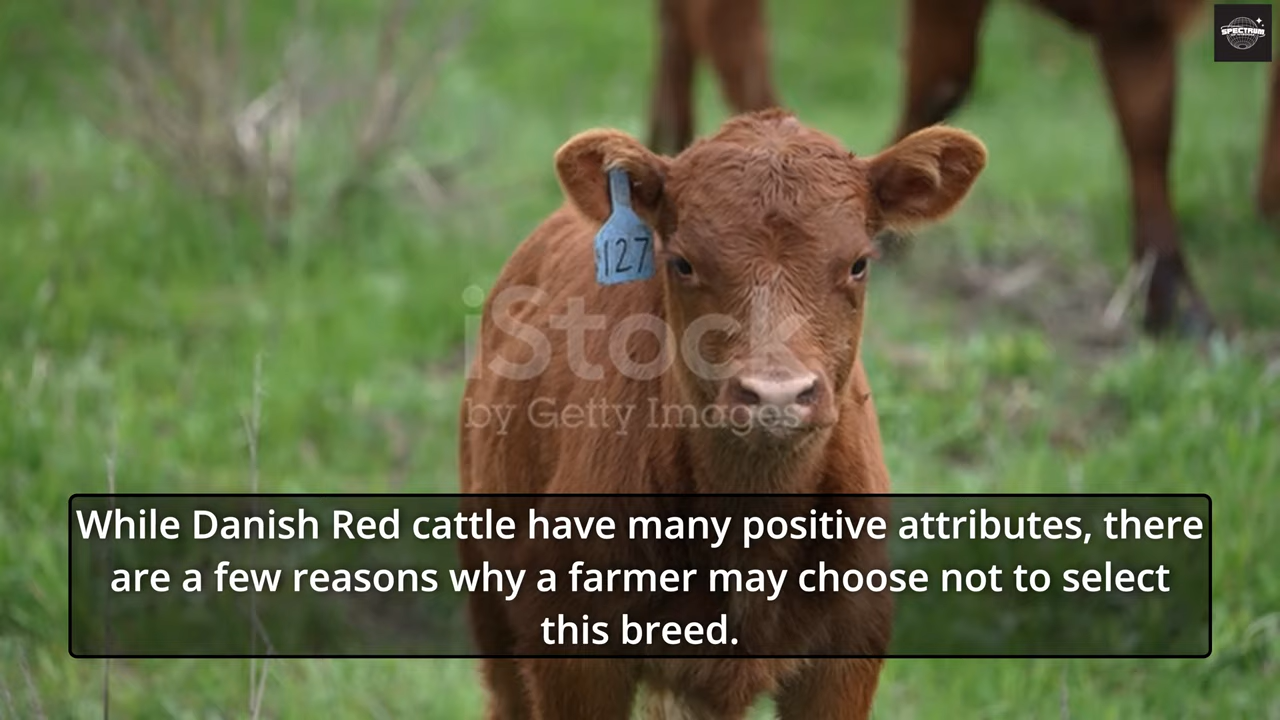 SPECTRUM
127
iStock
by Getty Images
While Danish Red cattle have many positive attributes, there
are a few reasons why a farmer may choose not to select
this breed.